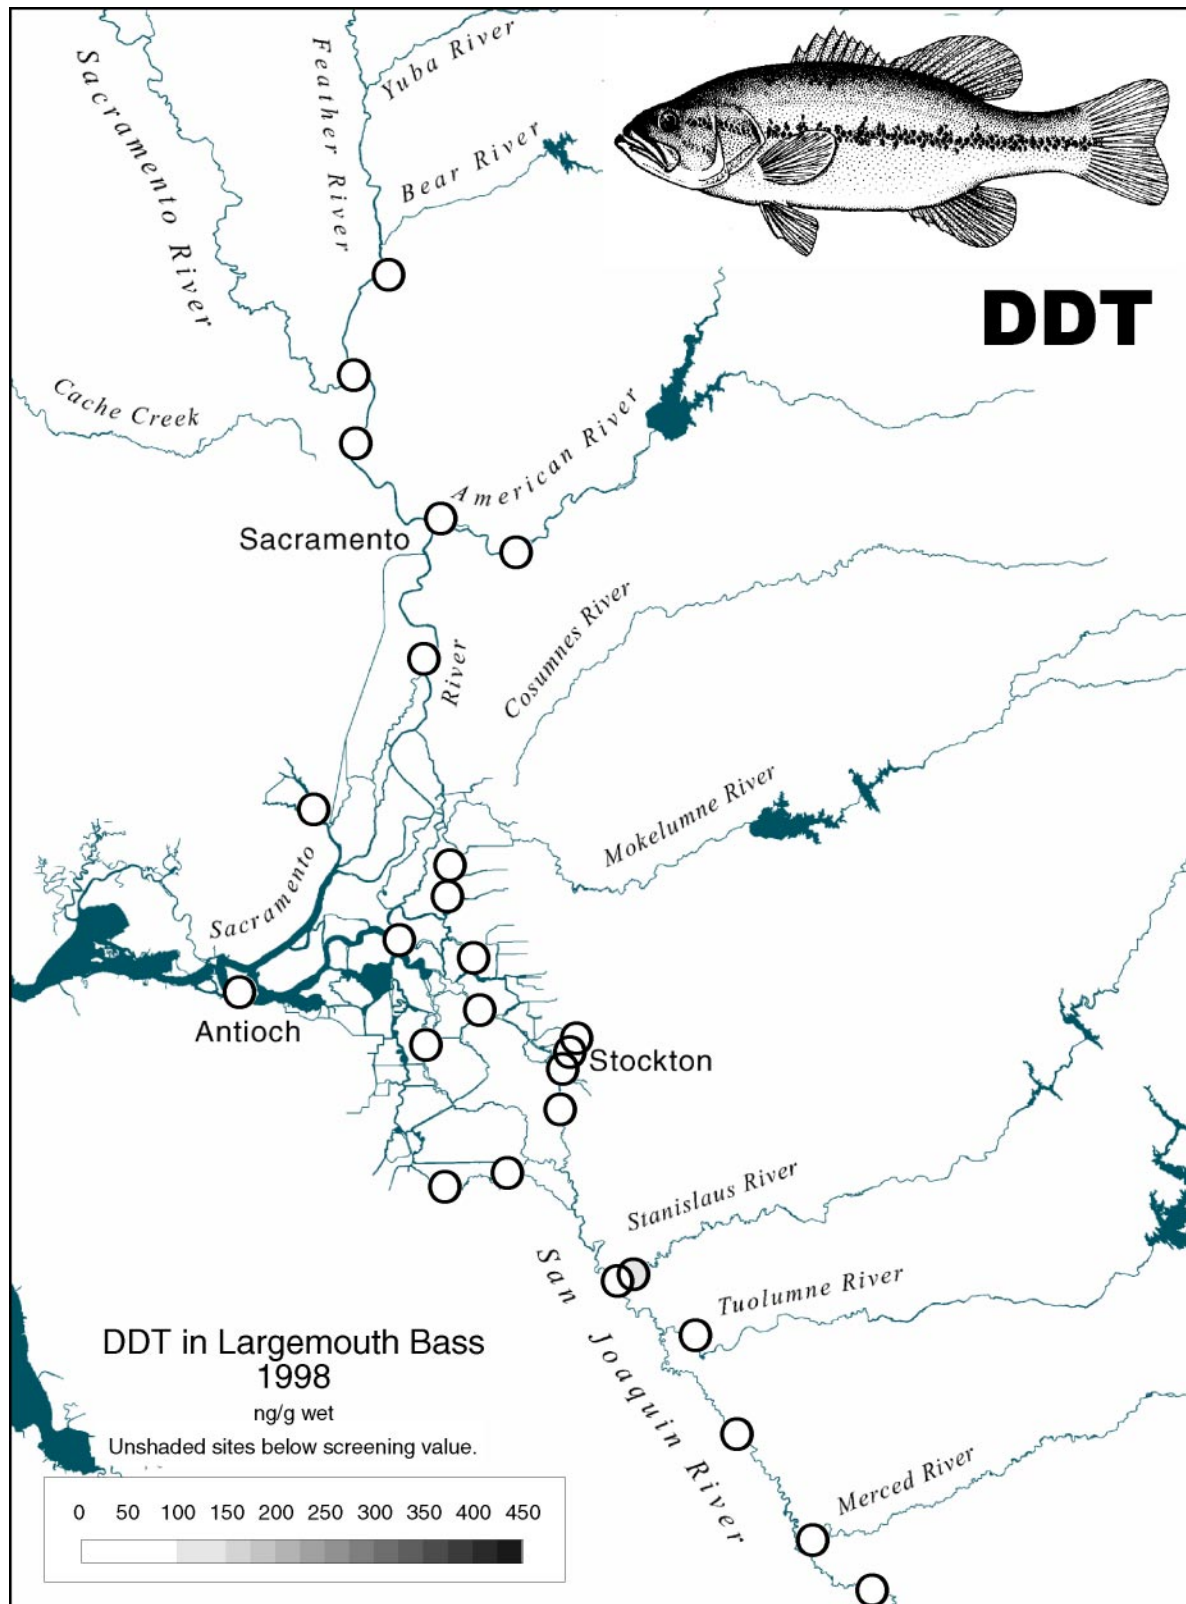 Sacramento River
Feather River
Yuba River
Bear River
DDT
Cache Creek
American River
Sacramento
Cosumnes River
River
Mokelumne River
Sacramento
Antioch
Stockton
Stanislaus River
San Joaquin River
Tuolumne River
Merced River
DDT in Largemouth Bass
1998
ng/g wet
Unshaded sites below screening value.
0 50 100 150 200 250 300 350 400 450